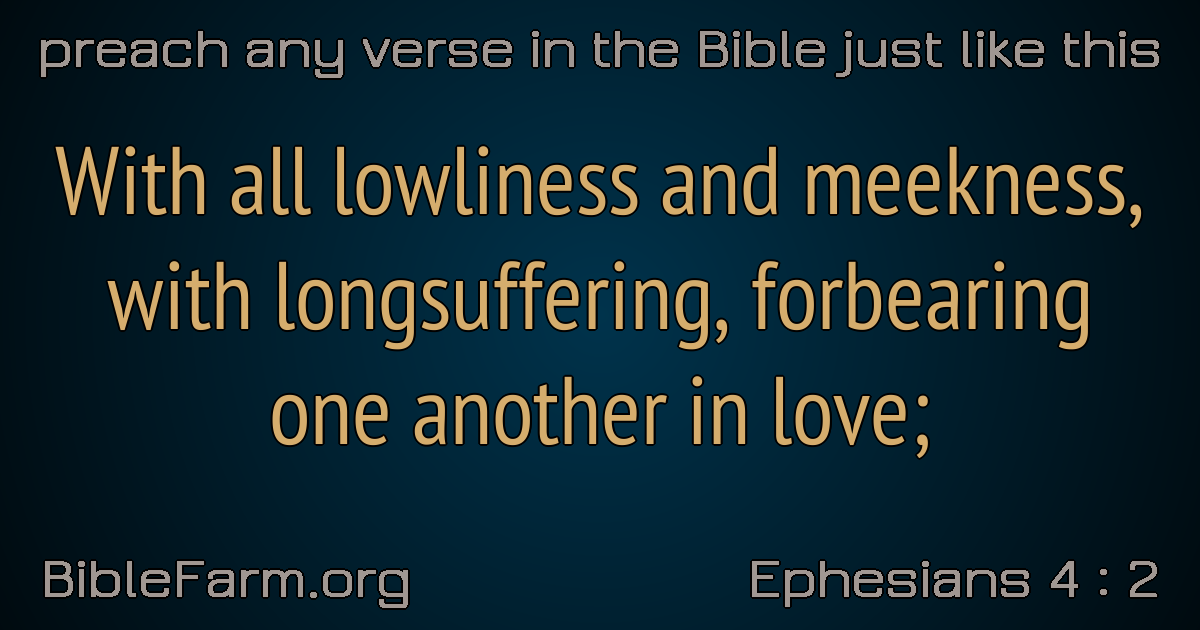 preach any verse in the Bible just like this
With all lowliness and meekness,
with longsuffering, forbearing
one another in love;
BibleFarm.org
Ephesians 4 : 2